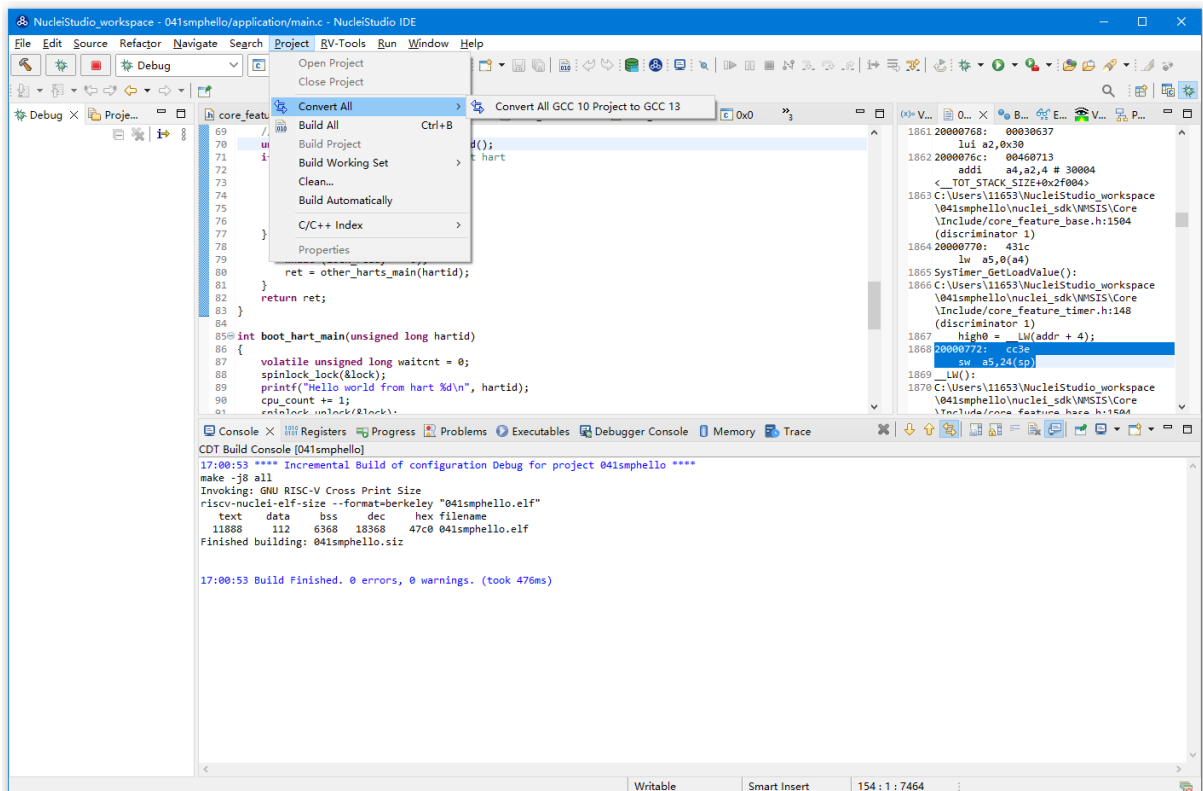 NucleiStudio_workspace - 041smphello/application/main.c - NucleiStudio IDE
File Edit Source Refactor Navigate Search Project RV-Tools Run Window Help
Debug
Open Project
Close Project
Convert All
Convert All GCC 10 Project to GCC 13
Build All Ctrl+B
Build Project
Build Working Set
Clean...
Build Automatically
C/C++ Index
Properties
Debug Proje...
core_featu
0x0
3
69 //
70 un d();
71 i t hart
72
73
74
75
76
77 }
78
79
80 ret = other_harts_main(hartid);
81 }
82 return ret;
83 }
84
85 int boot_hart_main(unsigned long hartid)
86 {
87 volatile unsigned long waitcnt = 0;
88 spinlock_lock(&lock);
89 printf("Hello world from hart %d\n", hartid);
90 cpu_count += 1;
91 spinlock_unlock(&lock);
V... O... B... E... V... P...
1861 20000768: 00030637
lui a2,0x30
1862 2000076c: 00460713
addi a4,a2,4 # 30004
<__TOT_STACK_SIZE+0x2f004>
1863 C:\Users\11653\NucleiStudio_workspace
\041smphello\nuclei_sdk\NMSIS\Core
\Include/core_feature_base.h:1504
(discriminator 1)
1864 20000770: 431c
lw a5,0(a4)
1865 SysTimer_GetLoadValue():
1866 C:\Users\11653\NucleiStudio_workspace
\041smphello\nuclei_sdk\NMSIS\Core
\Include/core_feature_timer.h:148
(discriminator 1)
1867 high0 = __LW(addr + 4);
1868 20000772: cc3e
sw a5,24(sp)
1869 __LW():
1870 C:\Users\11653\NucleiStudio_workspace
\041smphello\nuclei_sdk\NMSIS\Core
\Include/core_feature_base.h:1504
Console Registers Progress Problems Executables Debugger Console Memory Trace
CDT Build Console [041smphello]
17:00:53 **** Incremental Build of configuration Debug for project 041smphello ****
make -j8 all
Invoking: GNU RISC-V Cross Print Size
riscv-nuclei-elf-size --format=berkeley "041smphello.elf"
text data bss dec hex filename
11888 112 6368 18368 47c0 041smphello.elf
Finished building: 041smphello.siz
17:00:53 Build Finished. 0 errors, 0 warnings. (took 476ms)
Writable Smart Insert 154 : 1 : 7464